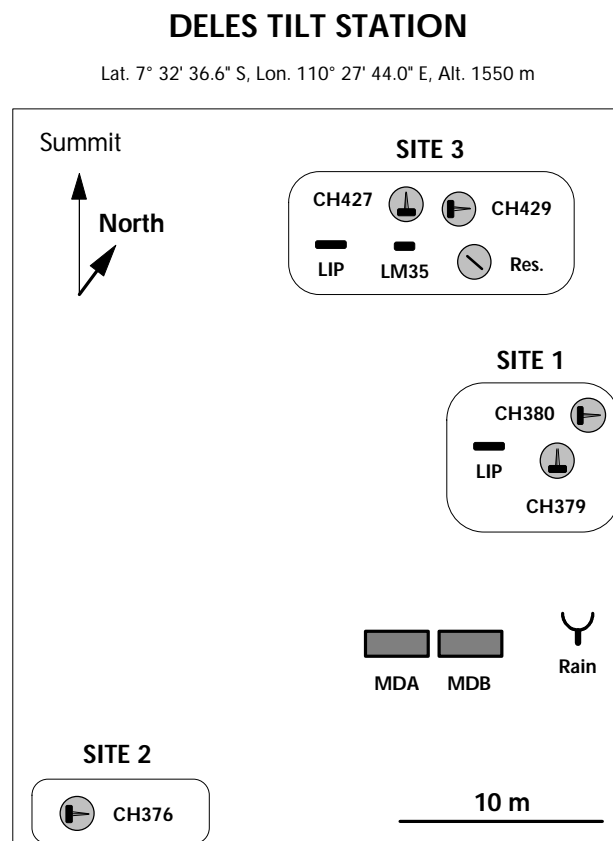 DELES TILT STATION
Lat. 7° 32' 36.6" S, Lon. 110° 27' 44.0" E, Alt. 1550 m
Summit
North
SITE 3
CH427
CH429
LIP
LM35
Res.
SITE 1
CH380
LIP
CH379
MDA
MDB
Rain
SITE 2
CH376
10 m